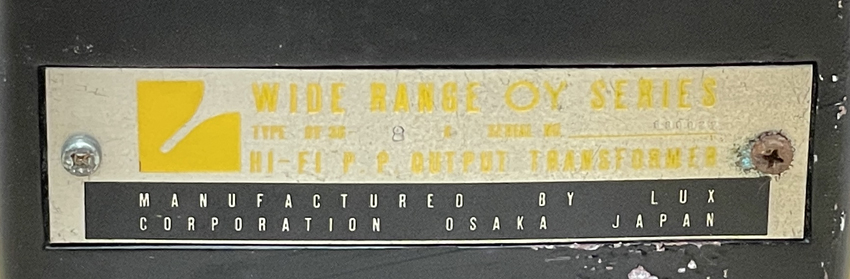 WIDE RANGE OY SERIES
TYPE 8 SERIAL NO.
HI-FI P P OUTPUT TRANSFORMER
MANUFACTURED BY LUX
CORPORATION OSAKA JAPAN